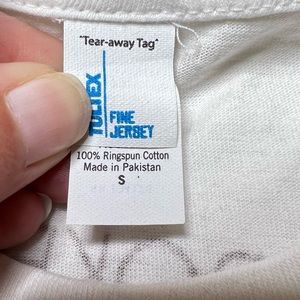 "Tear-away Tag"
TULTEX
FINE
JERSEY
100% Ringspun Cotton
Made in Pakistan
S